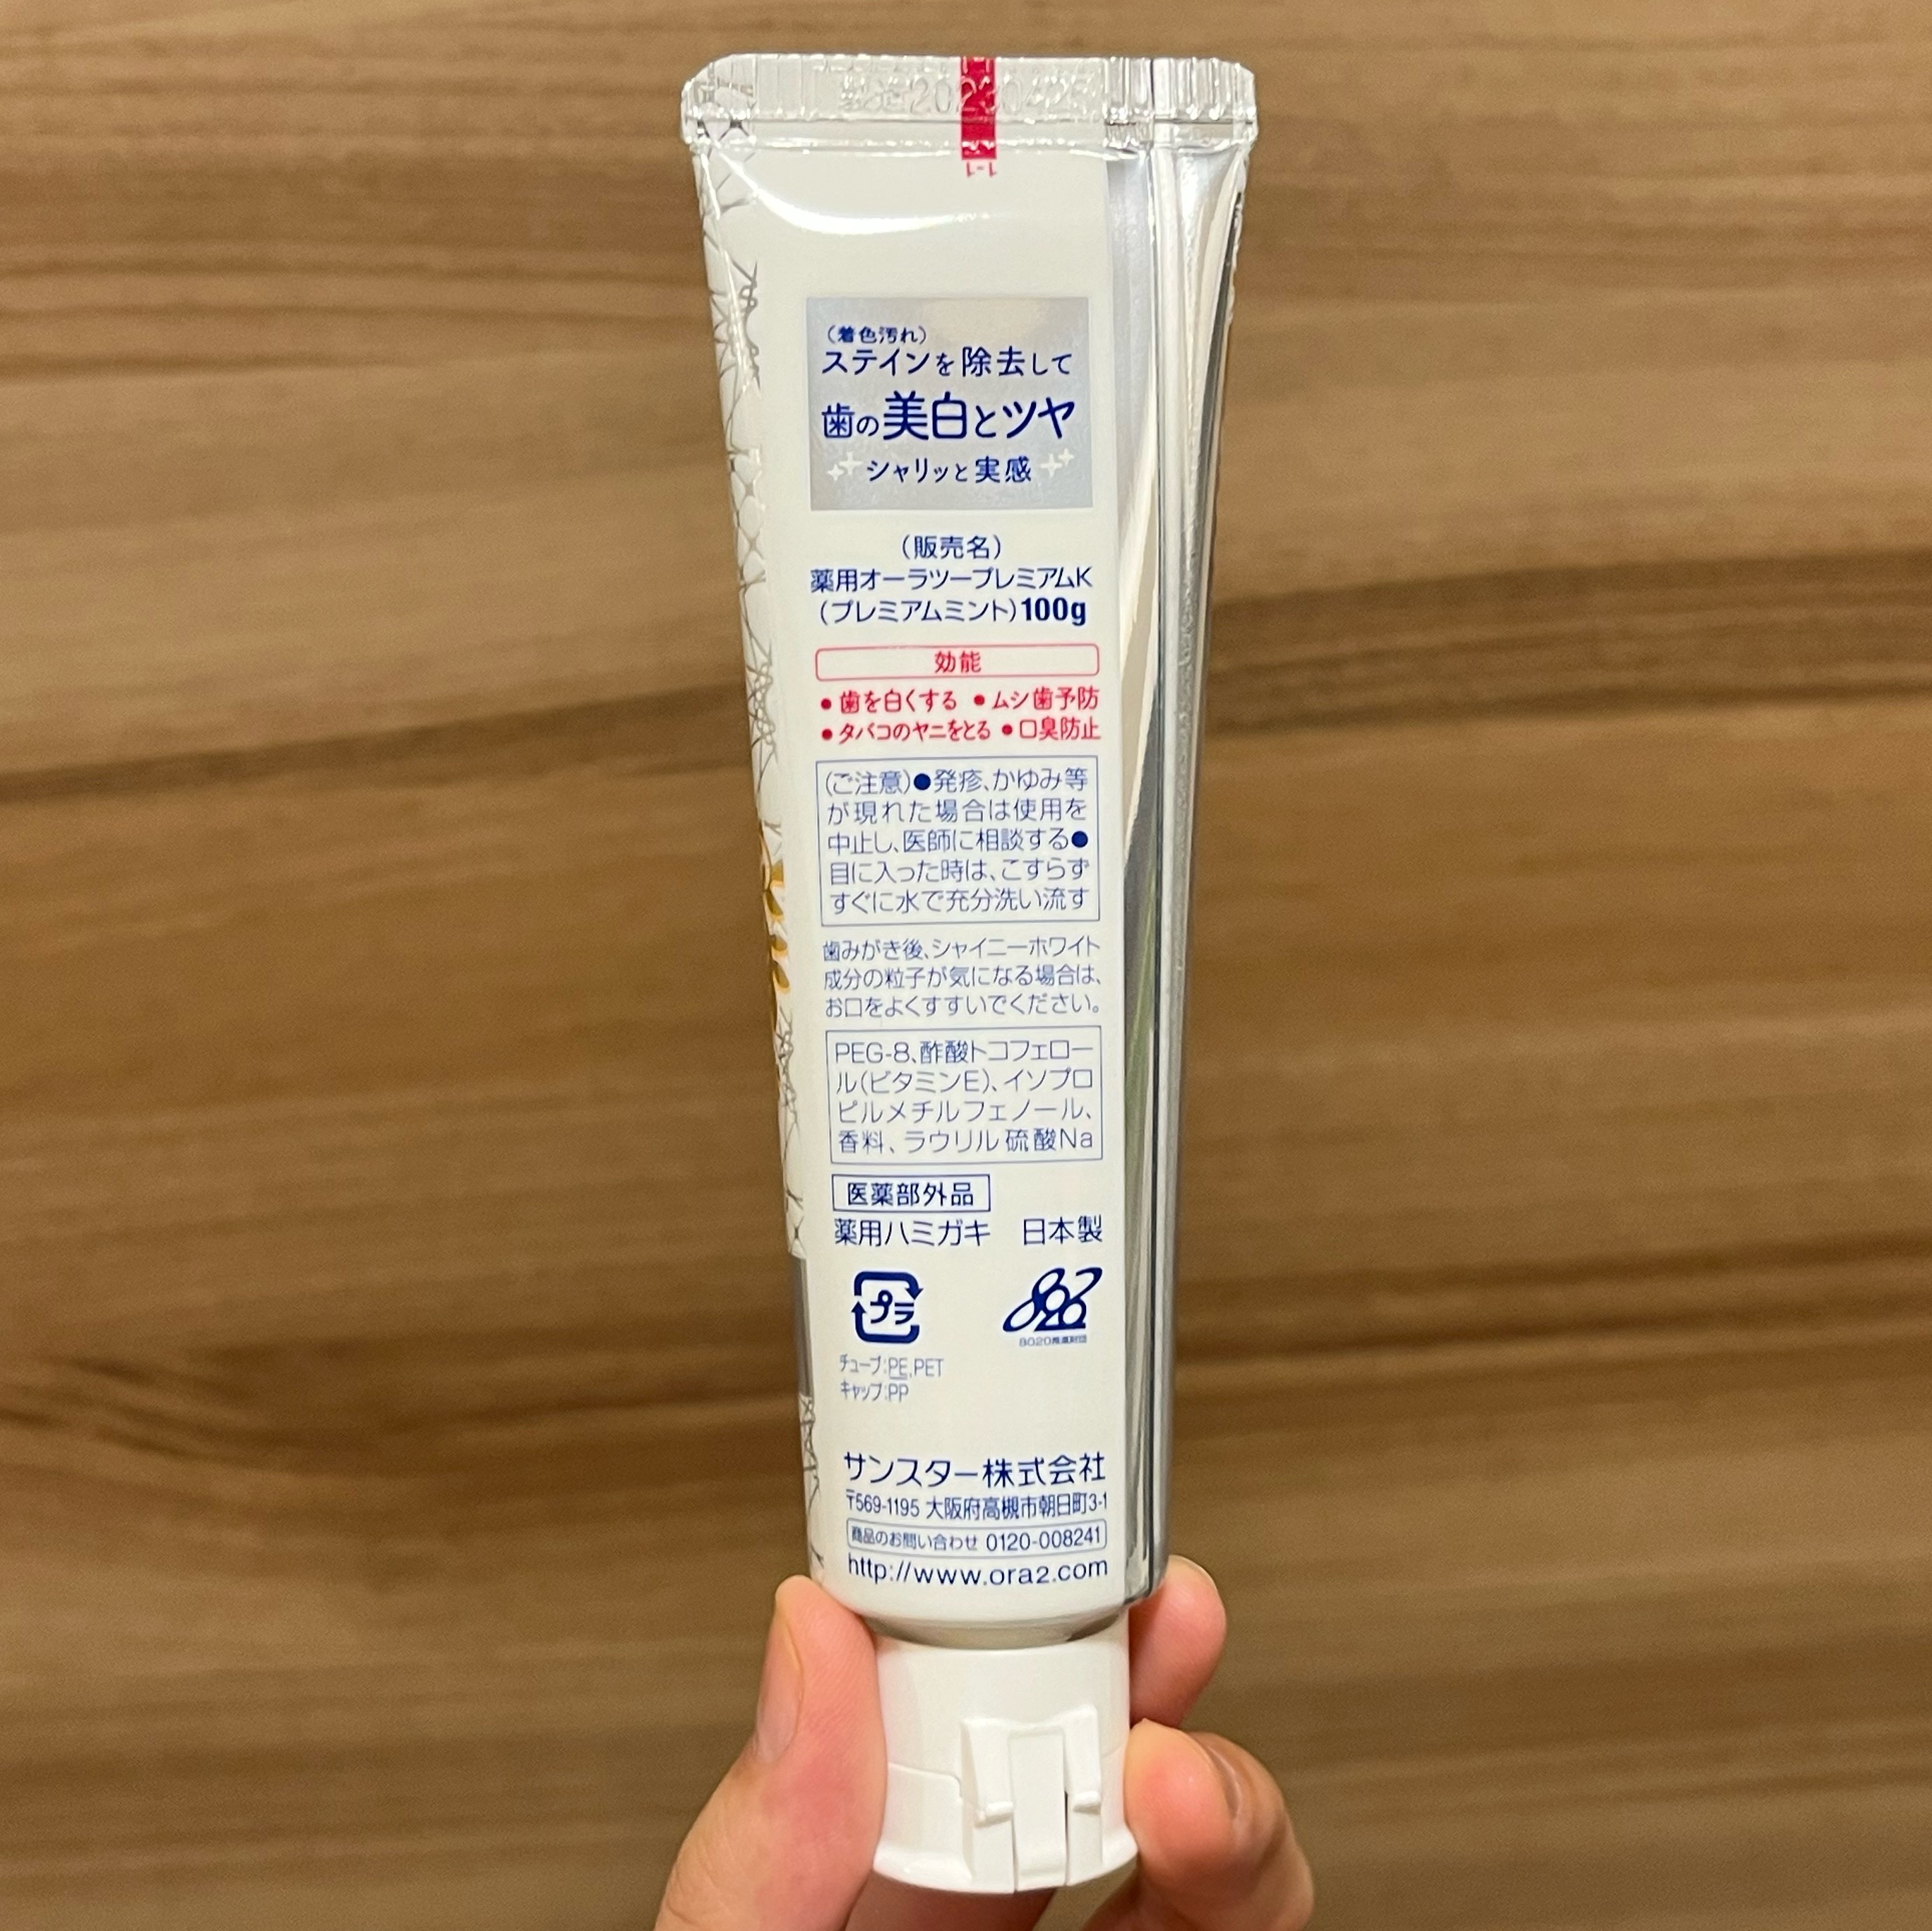 1-1
(着色汚れ)
ステインを除去して
歯の美白とツヤ
シャリッと実感
(販売名)
薬用オーラツープレミアムK
(プレミアムミント)100g
効能
●歯を白くする ●ムシ歯予防
●タバコのヤニをとる ●口臭防止
(ご注意)●発疹、かゆみ等
が現れた場合は使用を
中止し、医師に相談する●
目に入った時は、こすらず
すぐに水で充分洗い流す
歯みがき後、シャイニーホワイト
成分の粒子が気になる場合は、
お口をよくすすいでください。
PEG-8、酢酸トコフェロー
ル(ビタミンE)、イソプロ
ピルメチルフェノール、
香料、ラウリル硫酸Na
医薬部外品
薬用ハミガキ 日本製
プラ
8020
8020推進財団
チューブ:PE,PET
キャップ:PP
サンスター株式会社
〒569-1195 大阪府高槻市朝日町3-1
商品のお問い合わせ 0120-008241
http://www.ora2.com